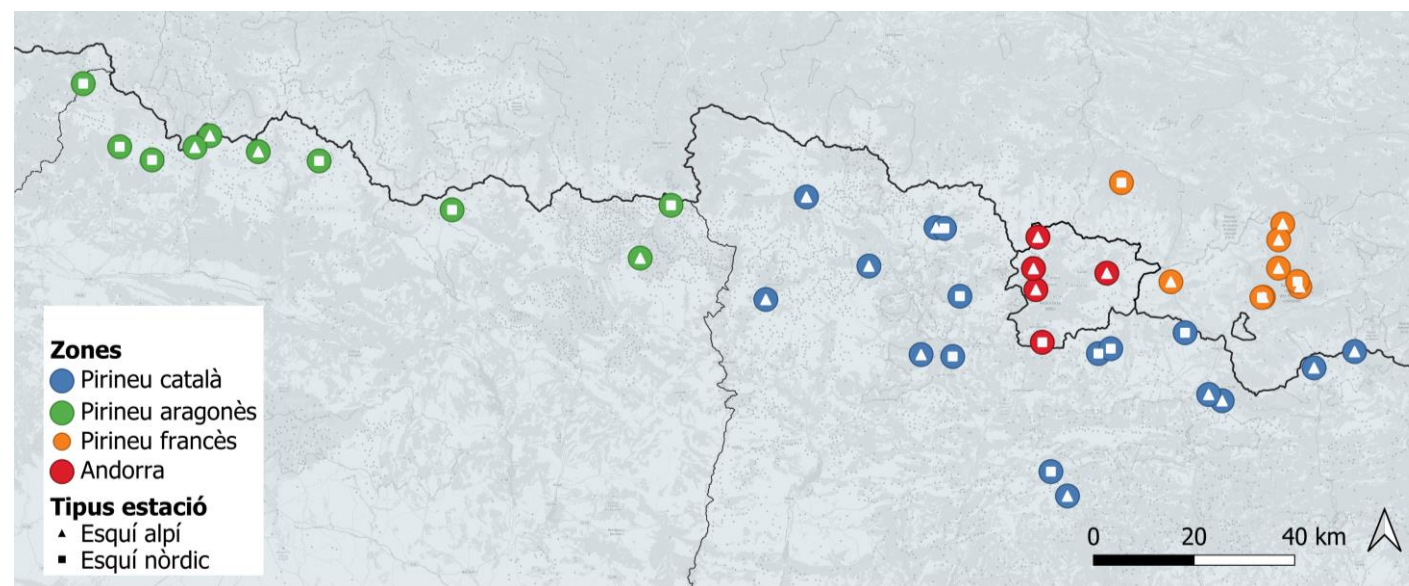 Zones
Pirineu català
Pirineu aragonès
Pirineu francès
Andorra
Tipus estació
Esquí alpí
Esquí nòrdic
0 20 40 km